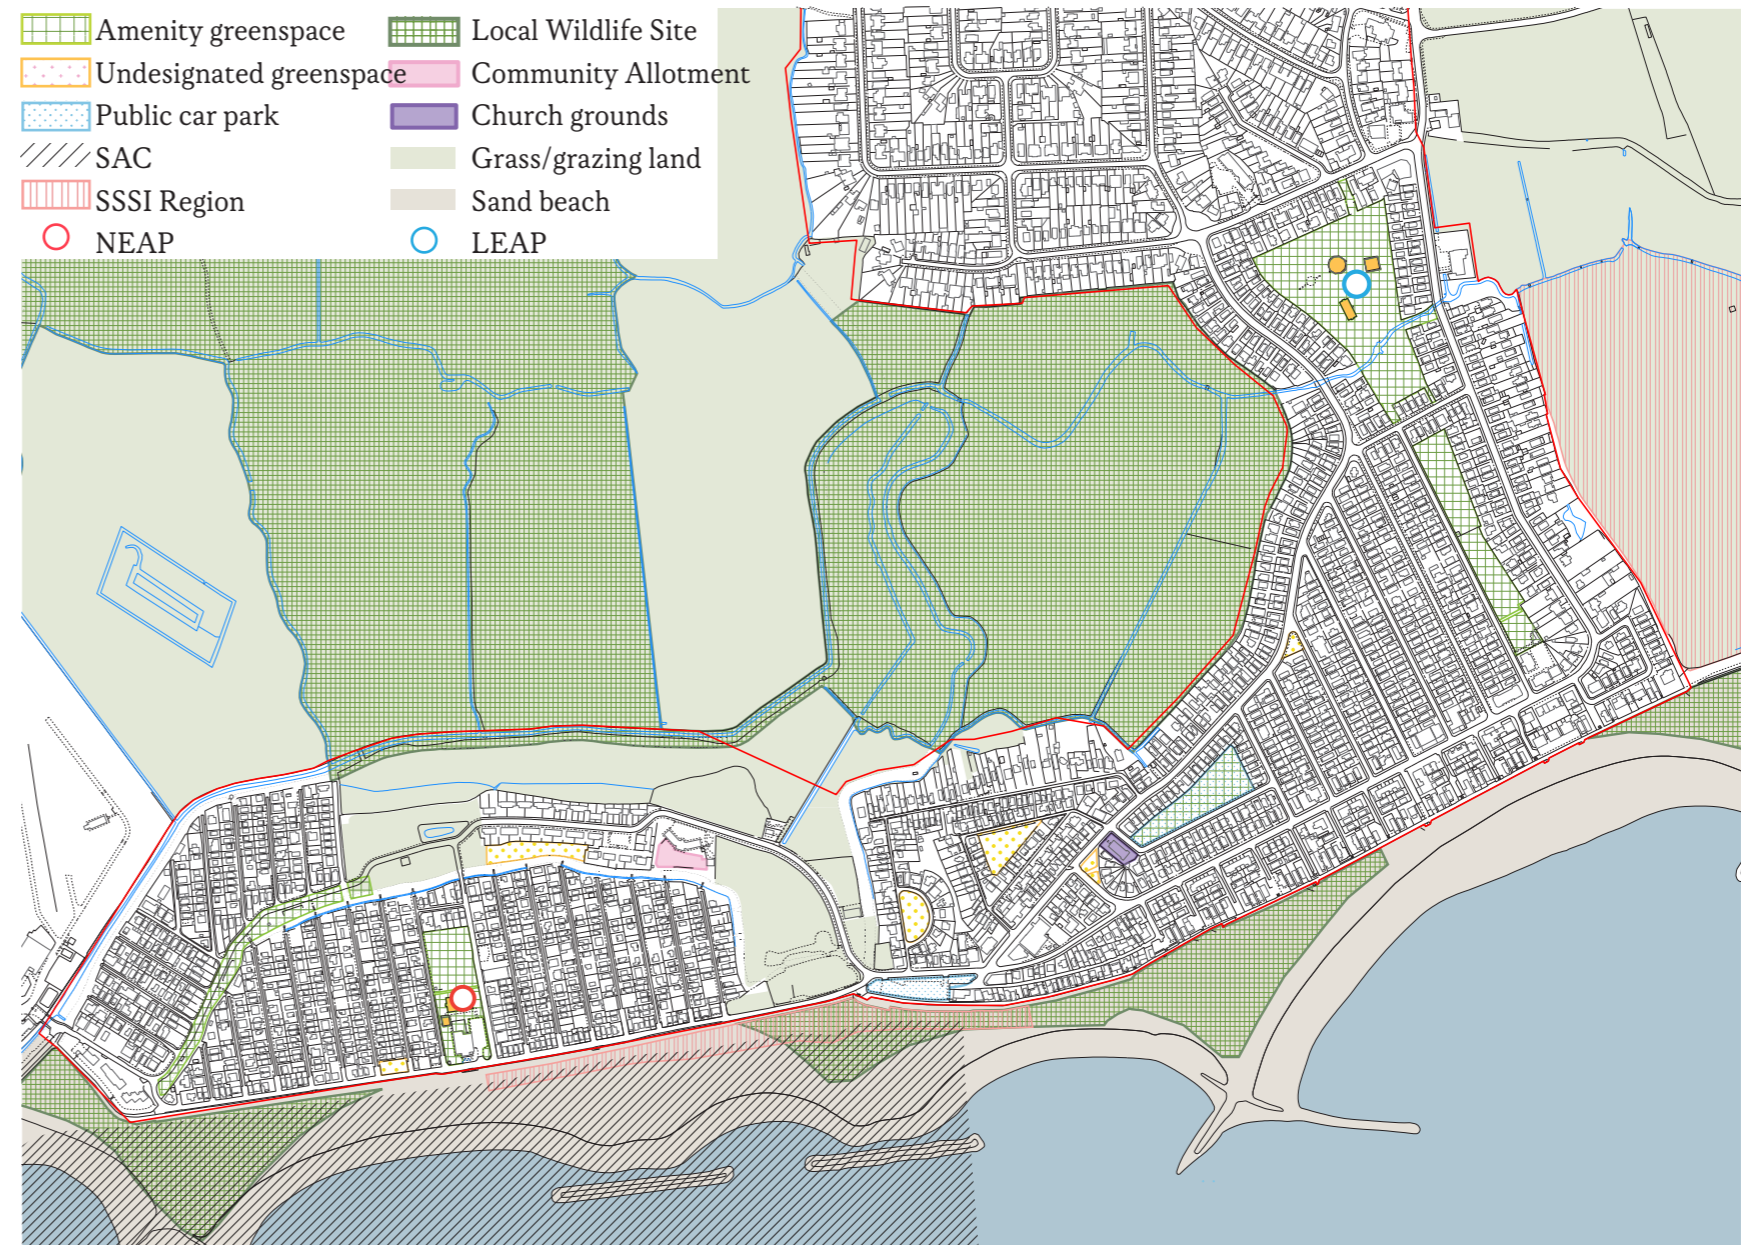 Amenity greenspace
Local Wildlife Site
Undesignated greenspace
Community Allotment
Public car park
Church grounds
SAC
Grass/grazing land
SSSI Region
Sand beach
NEAP
LEAP